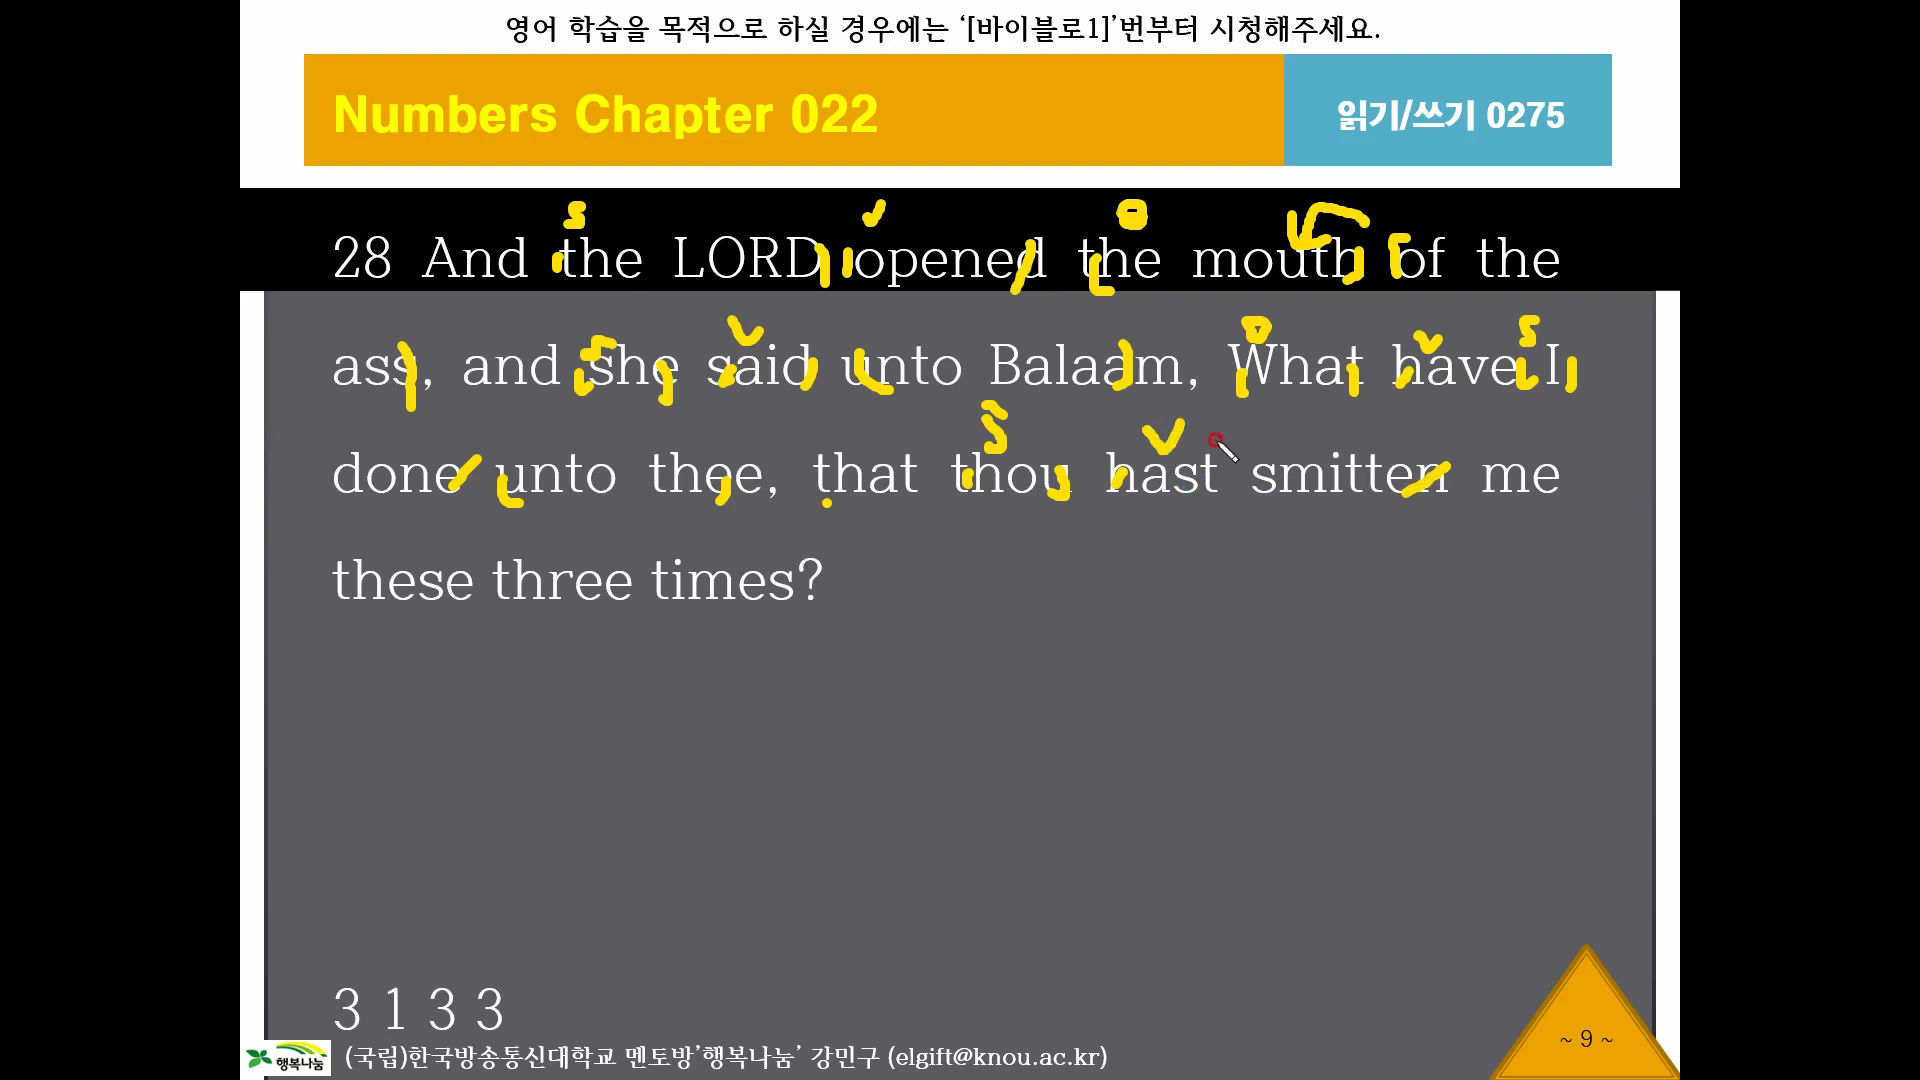 영어 학습을 목적으로 하실 경우에는 ‘[바이블로1]’번부터 시청해주세요.
Numbers Chapter 022
읽기/쓰기 0275
28 And the LORD opened the mouth of the
ass, and she said unto Balaam, What have I
done unto thee, that thou hast smitten me
these three times?
3 1 3 3
행복나눔
(국립)한국방송통신대학교 멘토방’행복나눔’ 강민구 (elgift@knou.ac.kr)
~ 9 ~